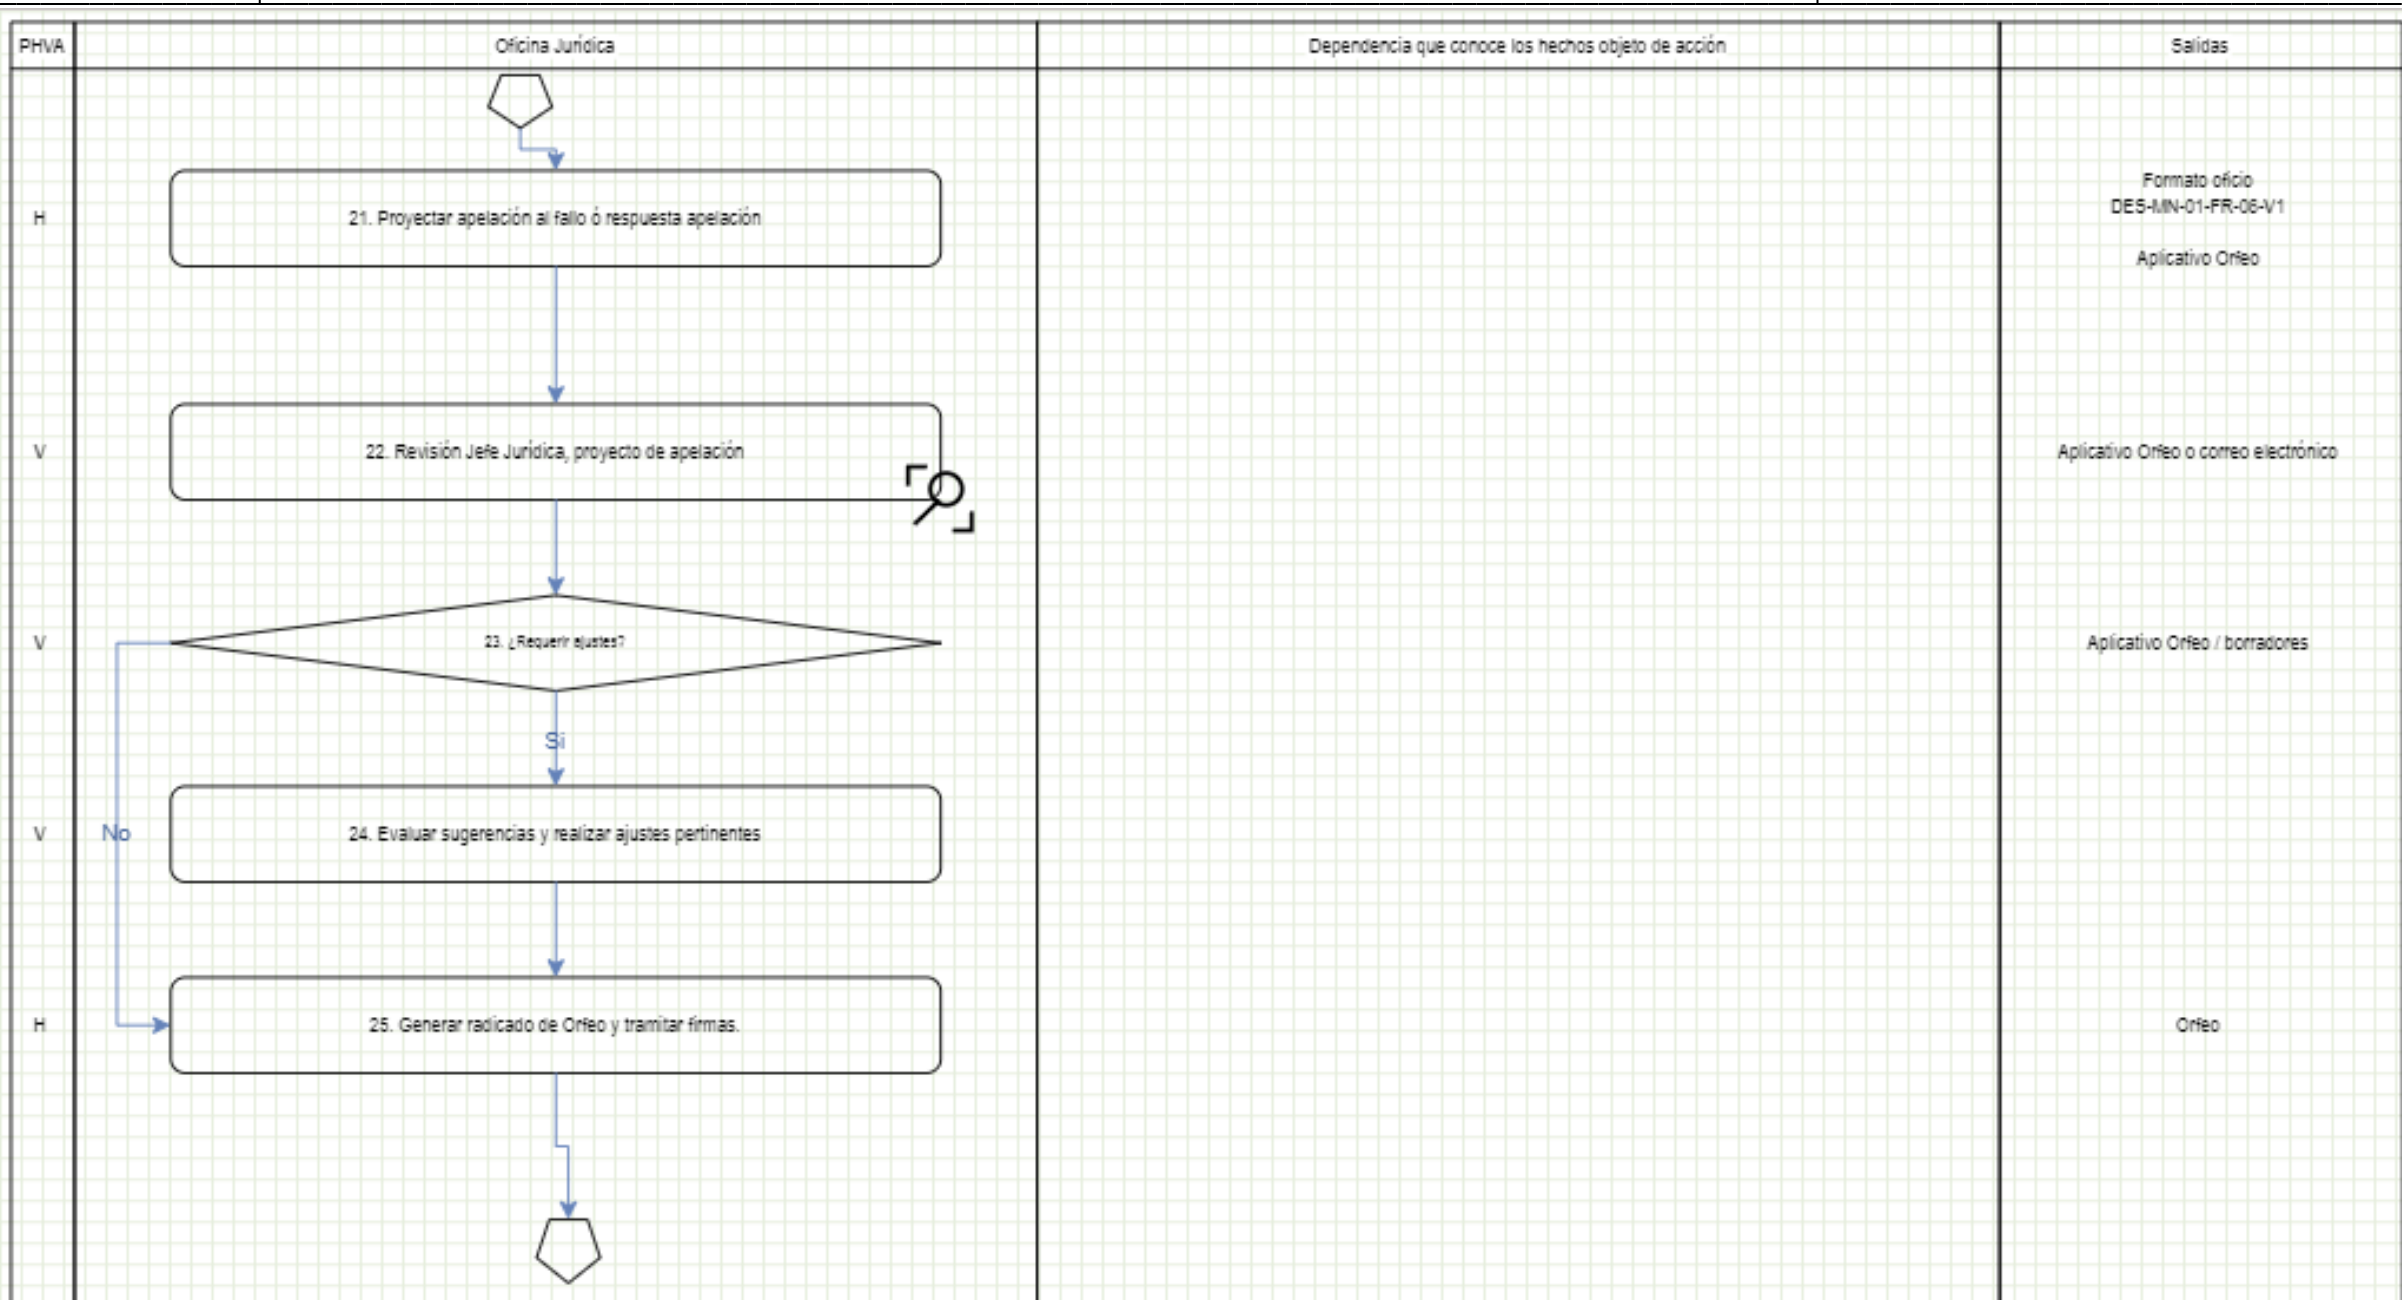 PHVA
Oficina Jurídica
Dependencia que conoce los hechos objeto de acción
Salidas
H
21. Proyectar apelación al fallo ó respuesta apelación
Formato oficio
DES-MN-01-FR-06-V1
Aplicativo Orfeo
V
22. Revisión Jefe Jurídica, proyecto de apelación
Aplicativo Orfeo o correo electrónico
V
23. ¿Requerir ajustes?
Aplicativo Orfeo / borradores
Si
V
No
24. Evaluar sugerencias y realizar ajustes pertinentes
H
25. Generar radicado de Orfeo y tramitar firmas.
Orfeo